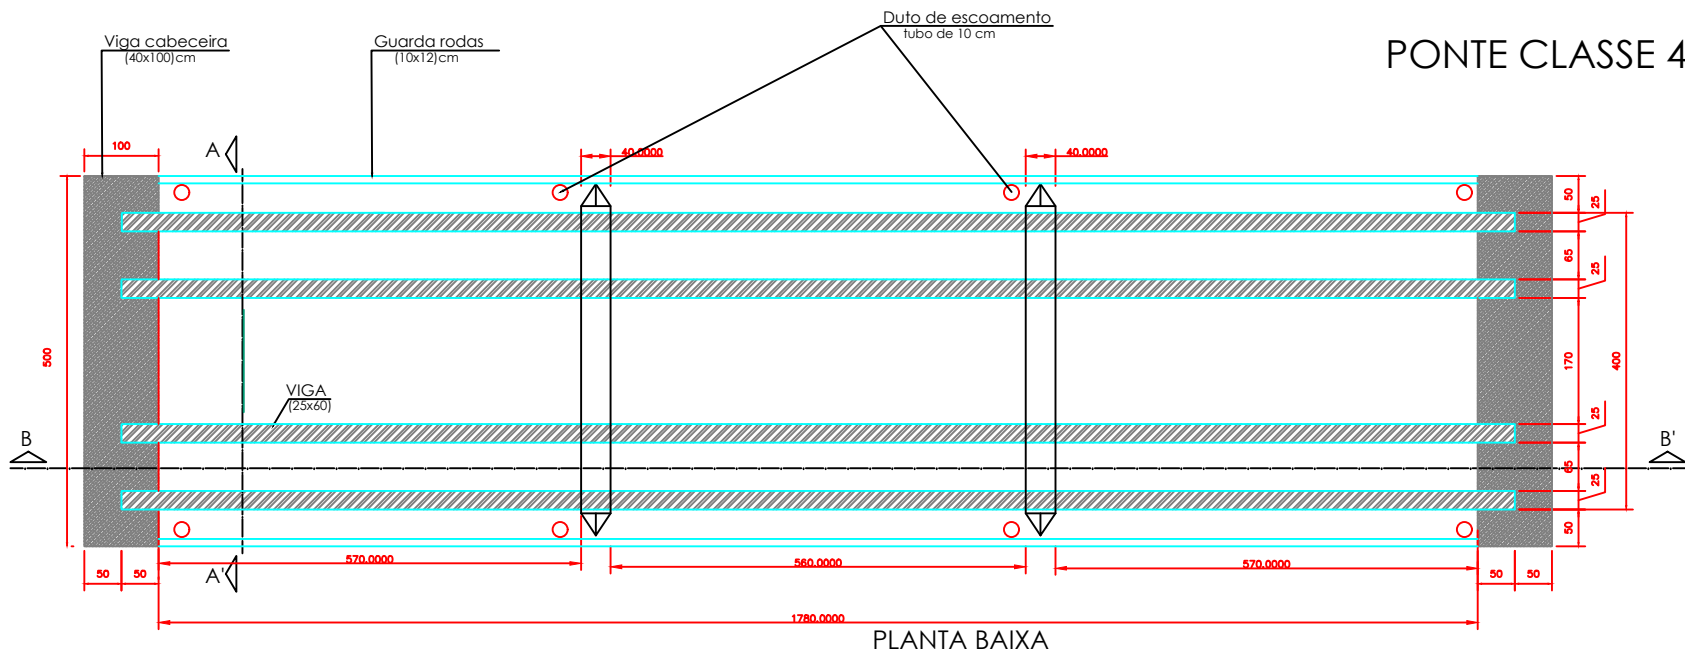 Duto de escoamento
tubo de 10 cm
Viga cabeceira
(40x100)cm
Guarda rodas
(10x12)cm
PONTE CLASSE 4
100
A
40.0000
40.0000
50
25
65
25
500
170
400
VIGA
(25x60)
25
B
B'
65
25
50
A'
570.0000
560.0000
570.0000
50
50
50
50
1780.0000
PLANTA BAIXA